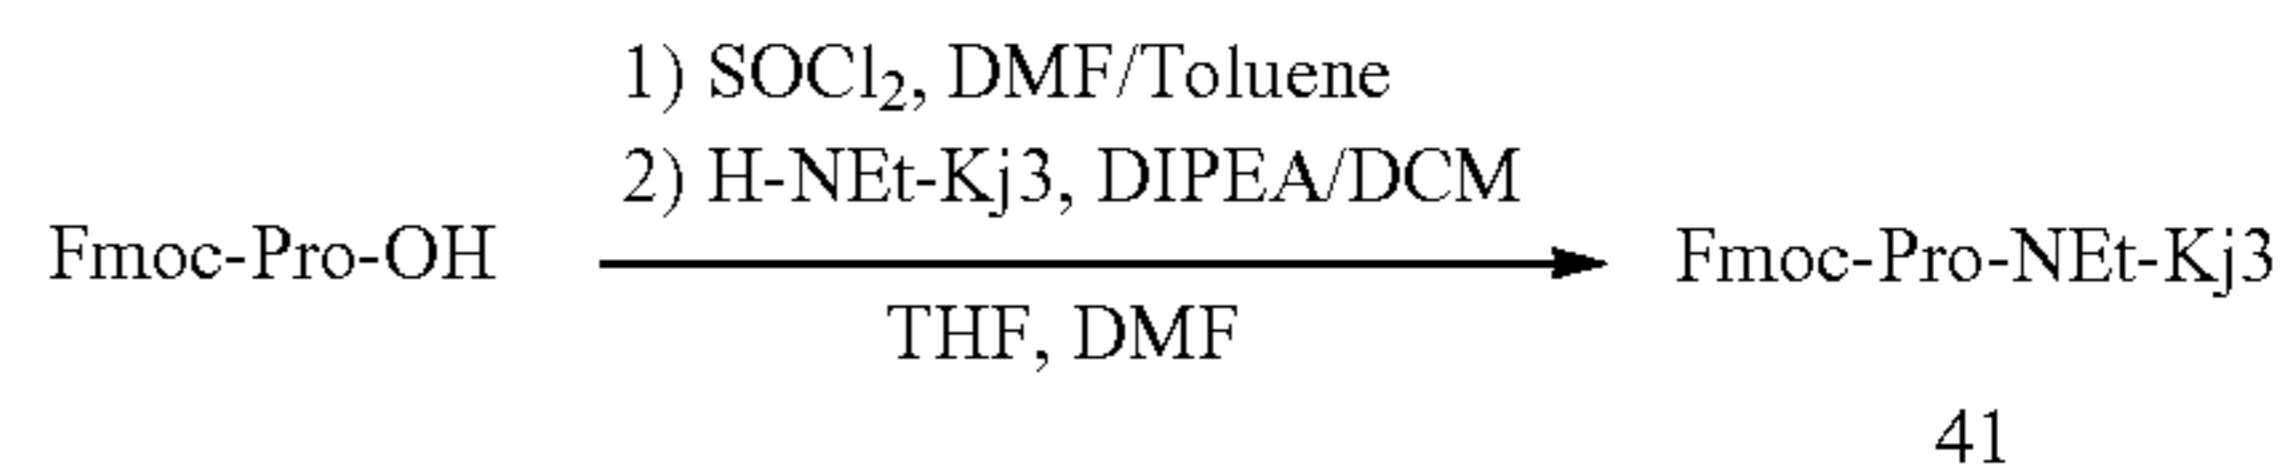 1) SOCl₂, DMF/Toluene
2) H-NEt-Kj3, DIPEA/DCM
Fmoc-Pro-OH
Fmoc-Pro-NEt-Kj3
THF, DMF
41